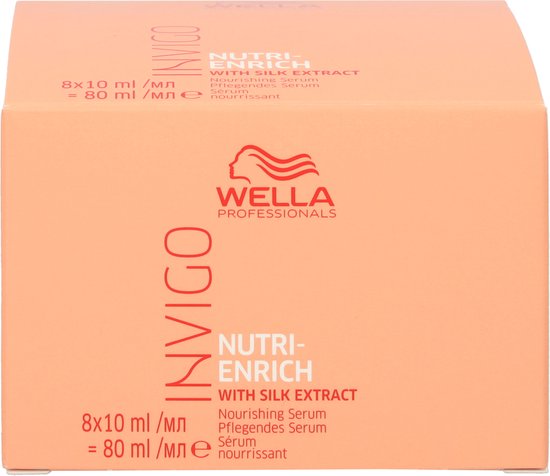 INVIGO
NUTRI-
ENRICH
WITH SILK EXTRACT
Nourishing Serum
Pflegendes Serum
Sérum
nourrissant
8x10 ml /мл
= 80 ml /мл e
WELLA
PROFESSIONALS
INVIGO
NUTRI-
ENRICH
WITH SILK EXTRACT
Nourishing Serum
Pflegendes Serum
Sérum
nourrissant
8x10 ml /мл
= 80 ml /мл e